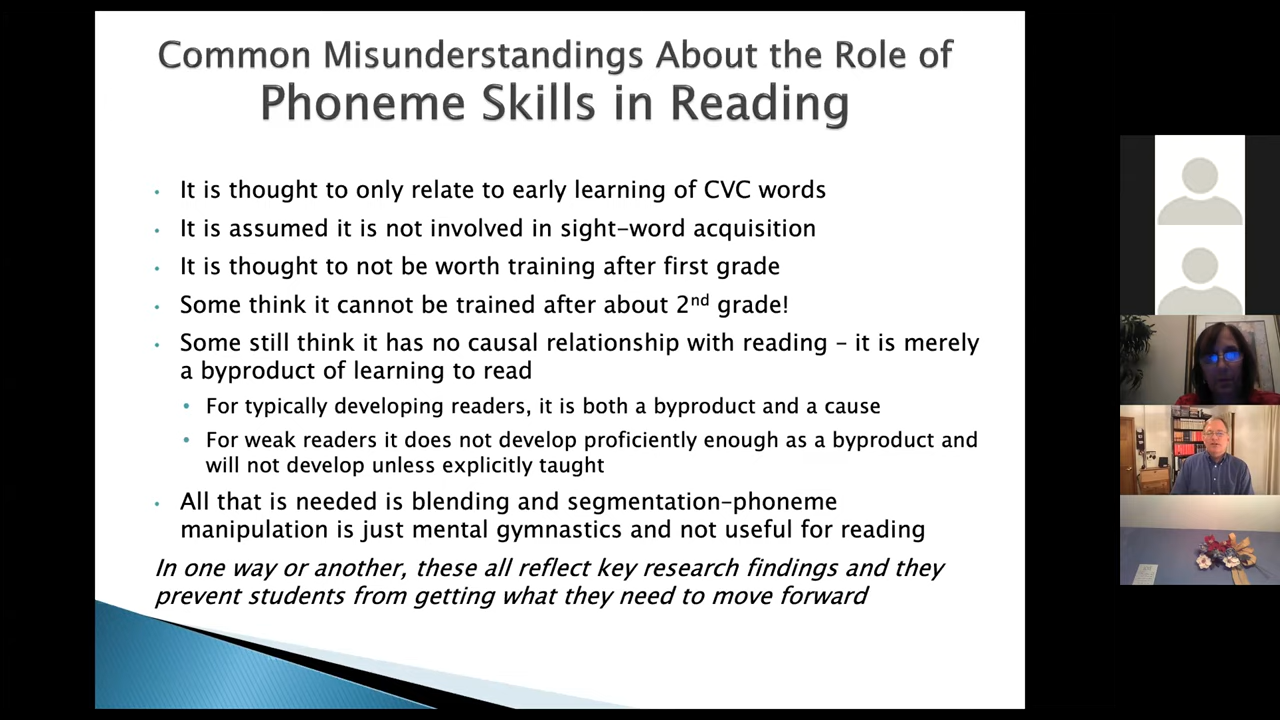 Common Misunderstandings About the Role of
Phoneme Skills in Reading
• It is thought to only relate to early learning of CVC words
• It is assumed it is not involved in sight-word acquisition
• It is thought to not be worth training after first grade
• Some think it cannot be trained after about 2nd grade!
• Some still think it has no causal relationship with reading – it is merely
a byproduct of learning to read
• For typically developing readers, it is both a byproduct and a cause
• For weak readers it does not develop proficiently enough as a byproduct and
will not develop unless explicitly taught
• All that is needed is blending and segmentation–phoneme
manipulation is just mental gymnastics and not useful for reading
In one way or another, these all reflect key research findings and they
prevent students from getting what they need to move forward